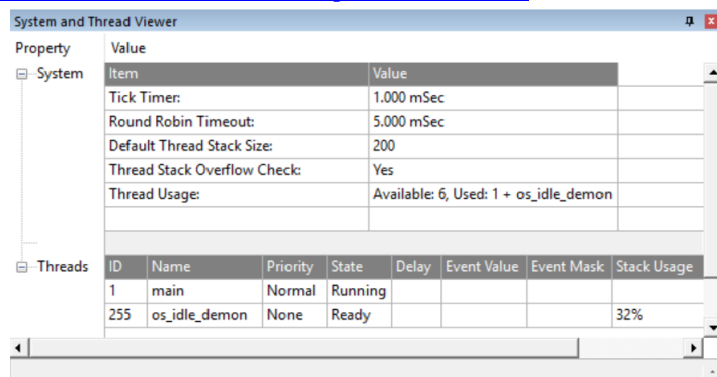 System and Thread Viewer
Property Value
System Item Value
Tick Timer: 1.000 mSec
Round Robin Timeout: 5.000 mSec
Default Thread Stack Size: 200
Thread Stack Overflow Check: Yes
Thread Usage: Available: 6, Used: 1 + os_idle_demon
Threads ID Name Priority State Delay Event Value Event Mask Stack Usage
1 main Normal Running
255 os_idle_demon None Ready 32%